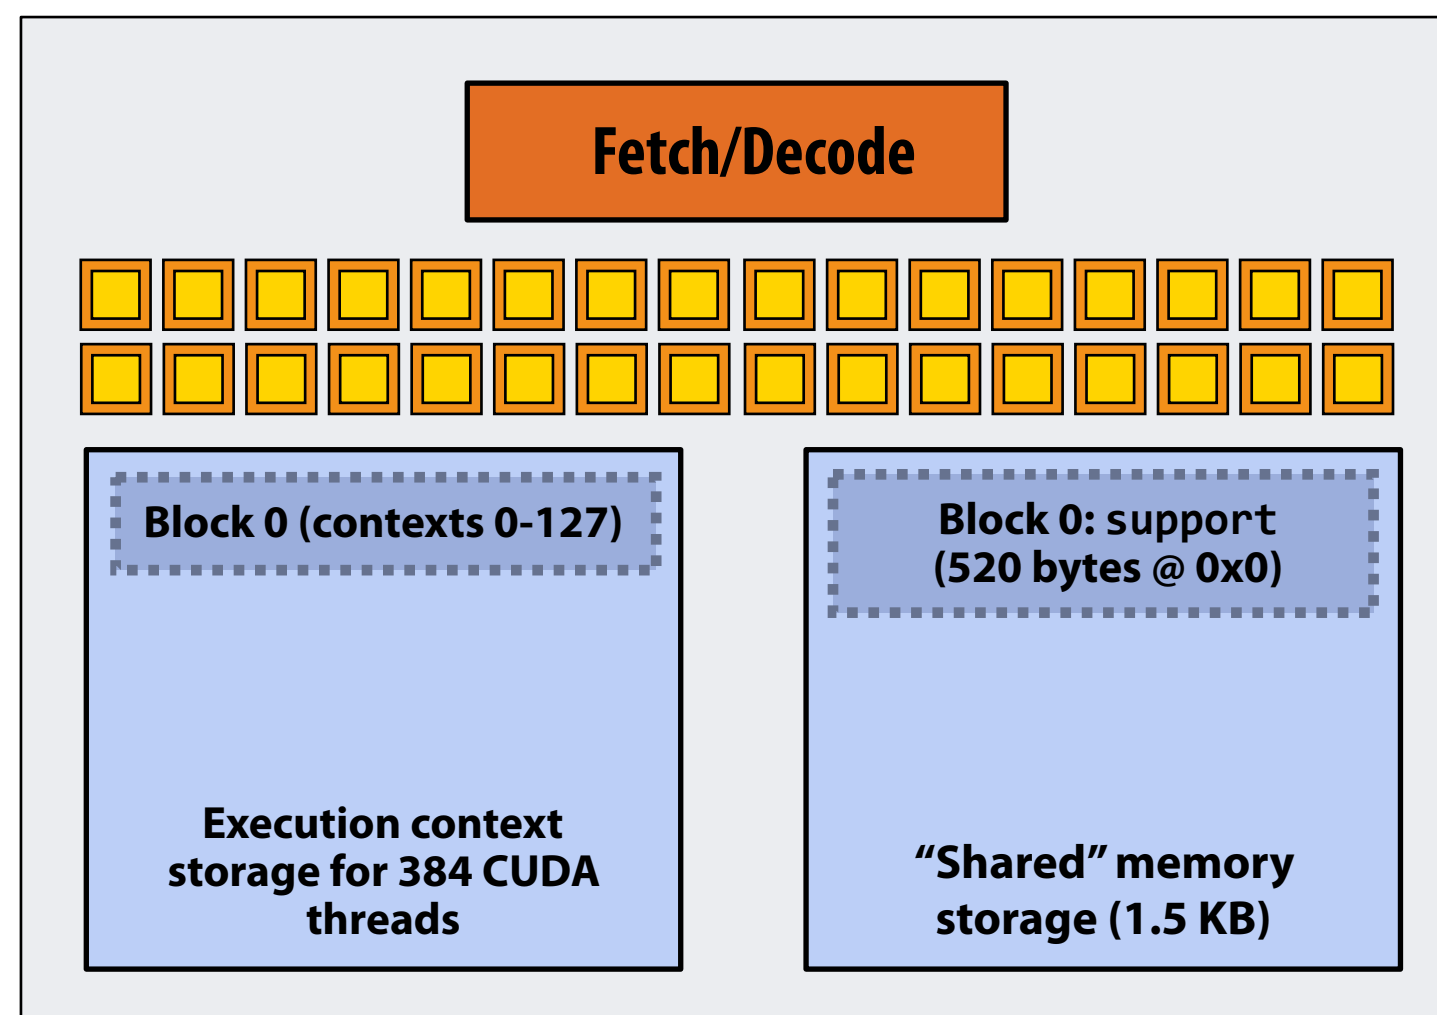 Fetch/Decode
Block 0 (contexts 0-127)
Block 0: support
(520 bytes @ 0x0)
Execution context
storage for 384 CUDA
threads
“Shared” memory
storage (1.5 KB)